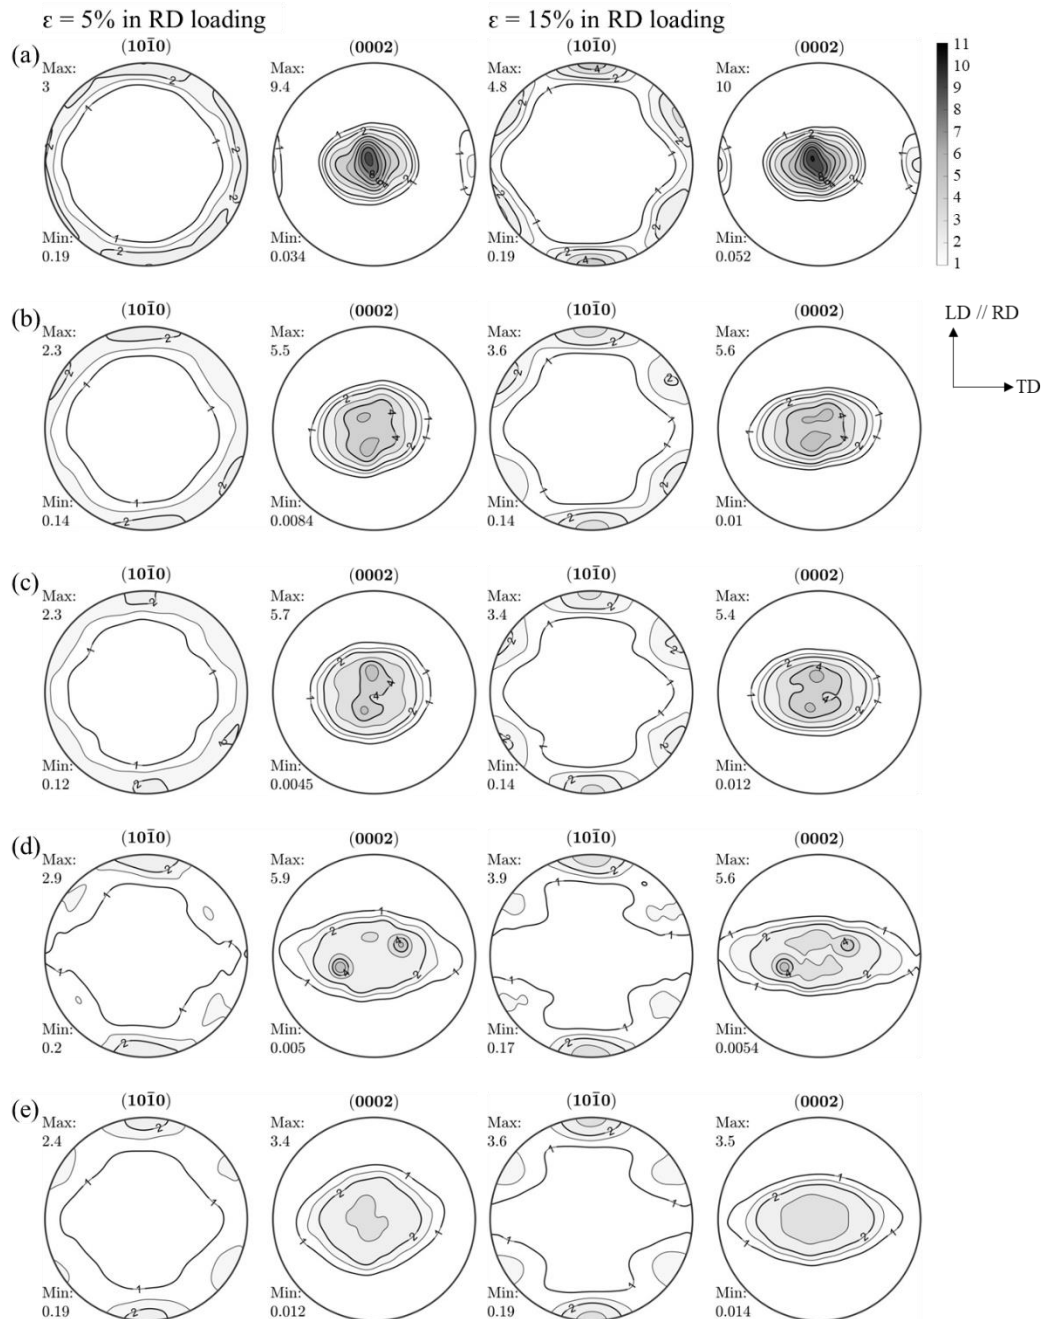 ε = 5% in RD loading ε = 15% in RD loading
(a) (101̄0) (0002) (101̄0) (0002)
Max: Max: Max: Max:
3 9.4 4.8 10
Min: Min: Min: Min:
0.19 0.034 0.19 0.052
11
10
9
8
7
6
5
4
3
2
1
LD // RD
TD
(b) (101̄0) (0002) (101̄0) (0002)
Max: Max: Max: Max:
2.3 5.5 3.6 5.6
Min: Min: Min: Min:
0.14 0.0084 0.14 0.01
(c) (101̄0) (0002) (101̄0) (0002)
Max: Max: Max: Max:
2.3 5.7 3.4 5.4
Min: Min: Min: Min:
0.12 0.0045 0.14 0.012
(d) (101̄0) (0002) (101̄0) (0002)
Max: Max: Max: Max:
2.9 5.9 3.9 5.6
Min: Min: Min: Min:
0.2 0.005 0.17 0.0054
(e) (101̄0) (0002) (101̄0) (0002)
Max: Max: Max: Max:
2.4 3.4 3.6 3.5
Min: Min: Min: Min:
0.19 0.012 0.19 0.014